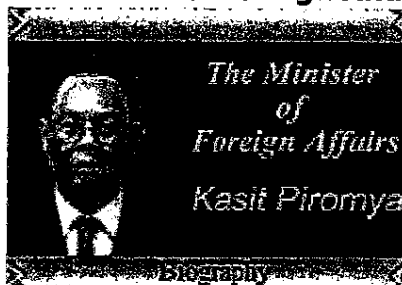 The Minister
of
Foreign Affairs
Kasit Piromya
Biography